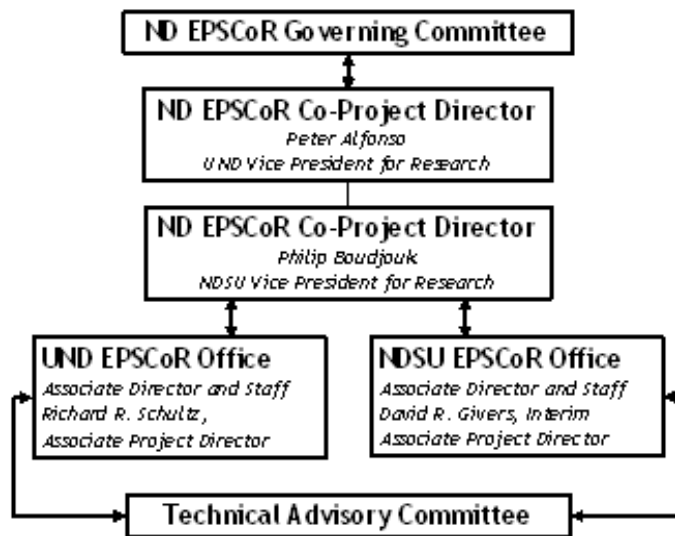 ND EPSCoR Governing Committee
ND EPSCoR Co-Project Director
Peter Alfonso
UND Vice President for Research
ND EPSCoR Co-Project Director
Philip Boudjouk
NDSU Vice President for Research
UND EPSCoR Office
Associate Director and Staff
Richard R. Schultz,
Associate Project Director
NDSU EPSCoR Office
Associate Director and Staff
David R. Givers, Interim
Associate Project Director
Technical Advisory Committee